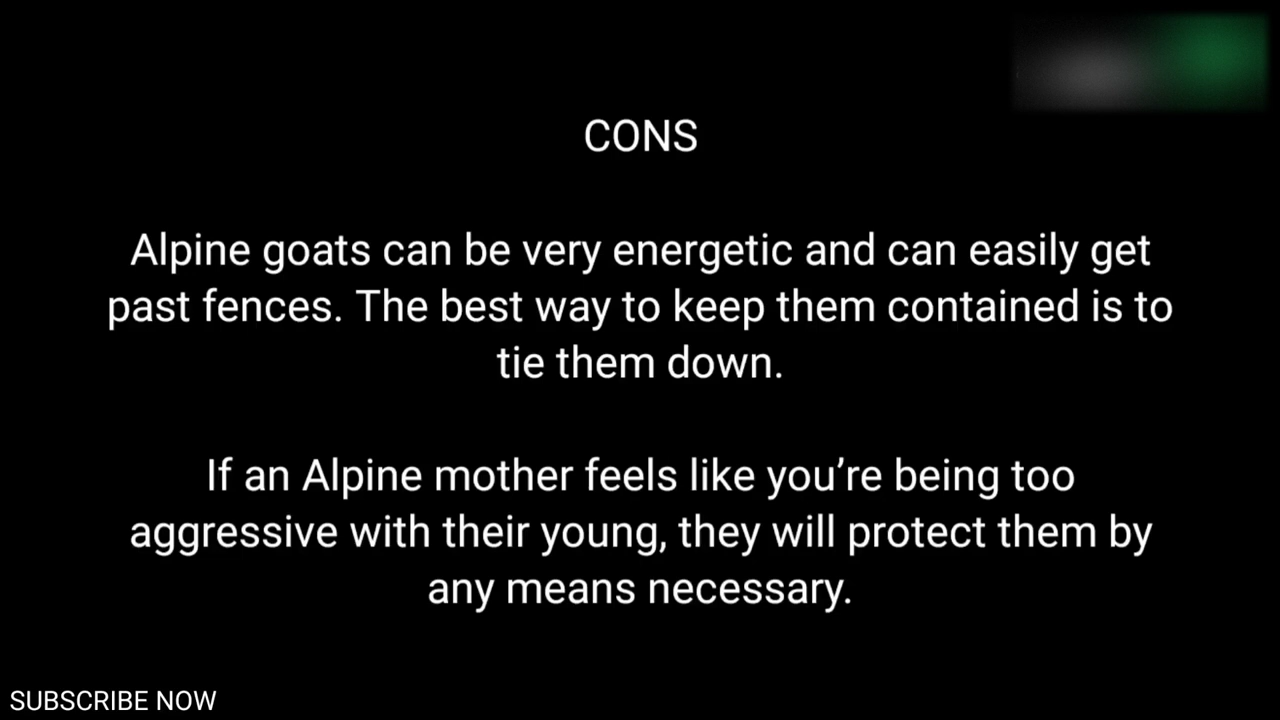 CONS
Alpine goats can be very energetic and can easily get
past fences. The best way to keep them contained is to
tie them down.
If an Alpine mother feels like you’re being too
aggressive with their young, they will protect them by
any means necessary.
SUBSCRIBE NOW